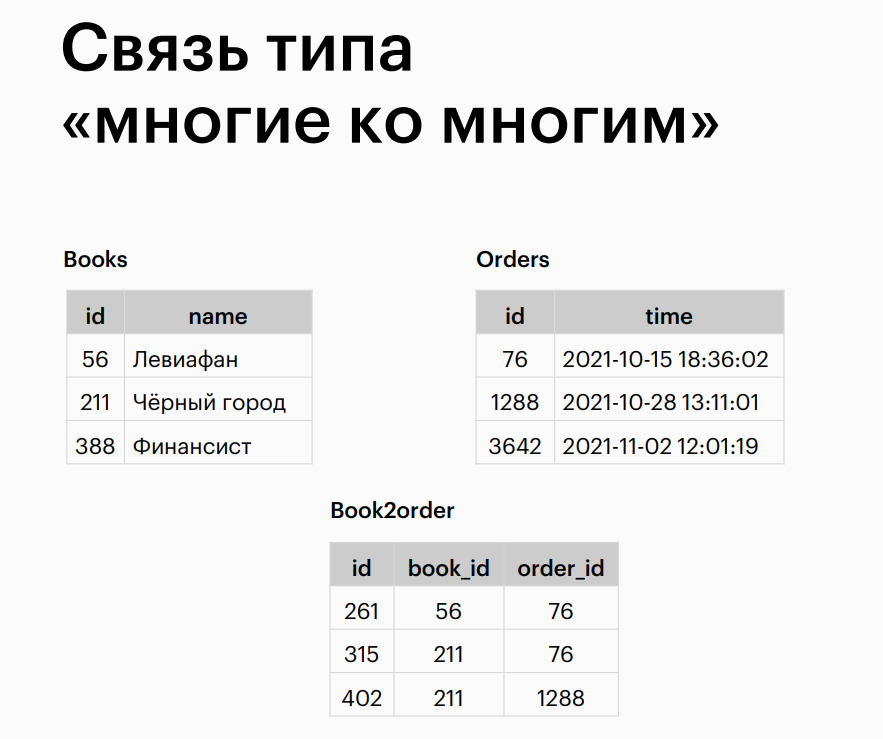 Связь типа
«многие ко многим»
Books
id name
56 Левиафан
211 Чёрный город
388 Финансист
Orders
id time
76 2021-10-15 18:36:02
1288 2021-10-28 13:11:01
3642 2021-11-02 12:01:19
Book2order
id book_id order_id
261 56 76
315 211 76
402 211 1288